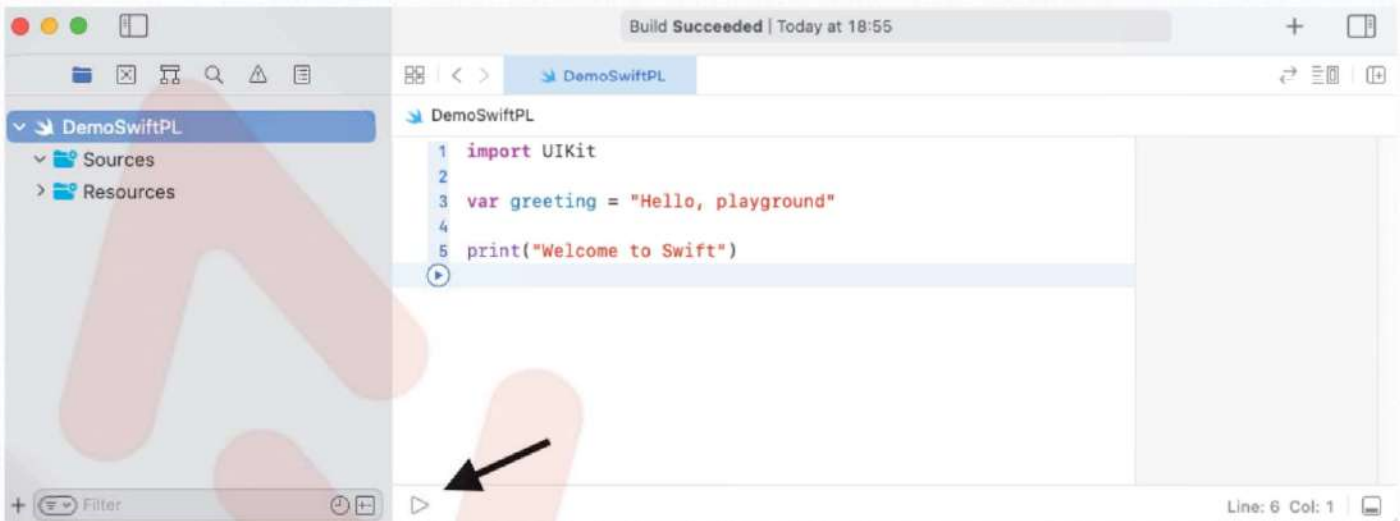 Build Succeeded | Today at 18:55
DemoSwiftPL
DemoSwiftPL
Sources
Resources
DemoSwiftPL
1 import UIKit
2
3 var greeting = "Hello, playground"
4
5 print("Welcome to Swift")
Filter
Line: 6 Col: 1